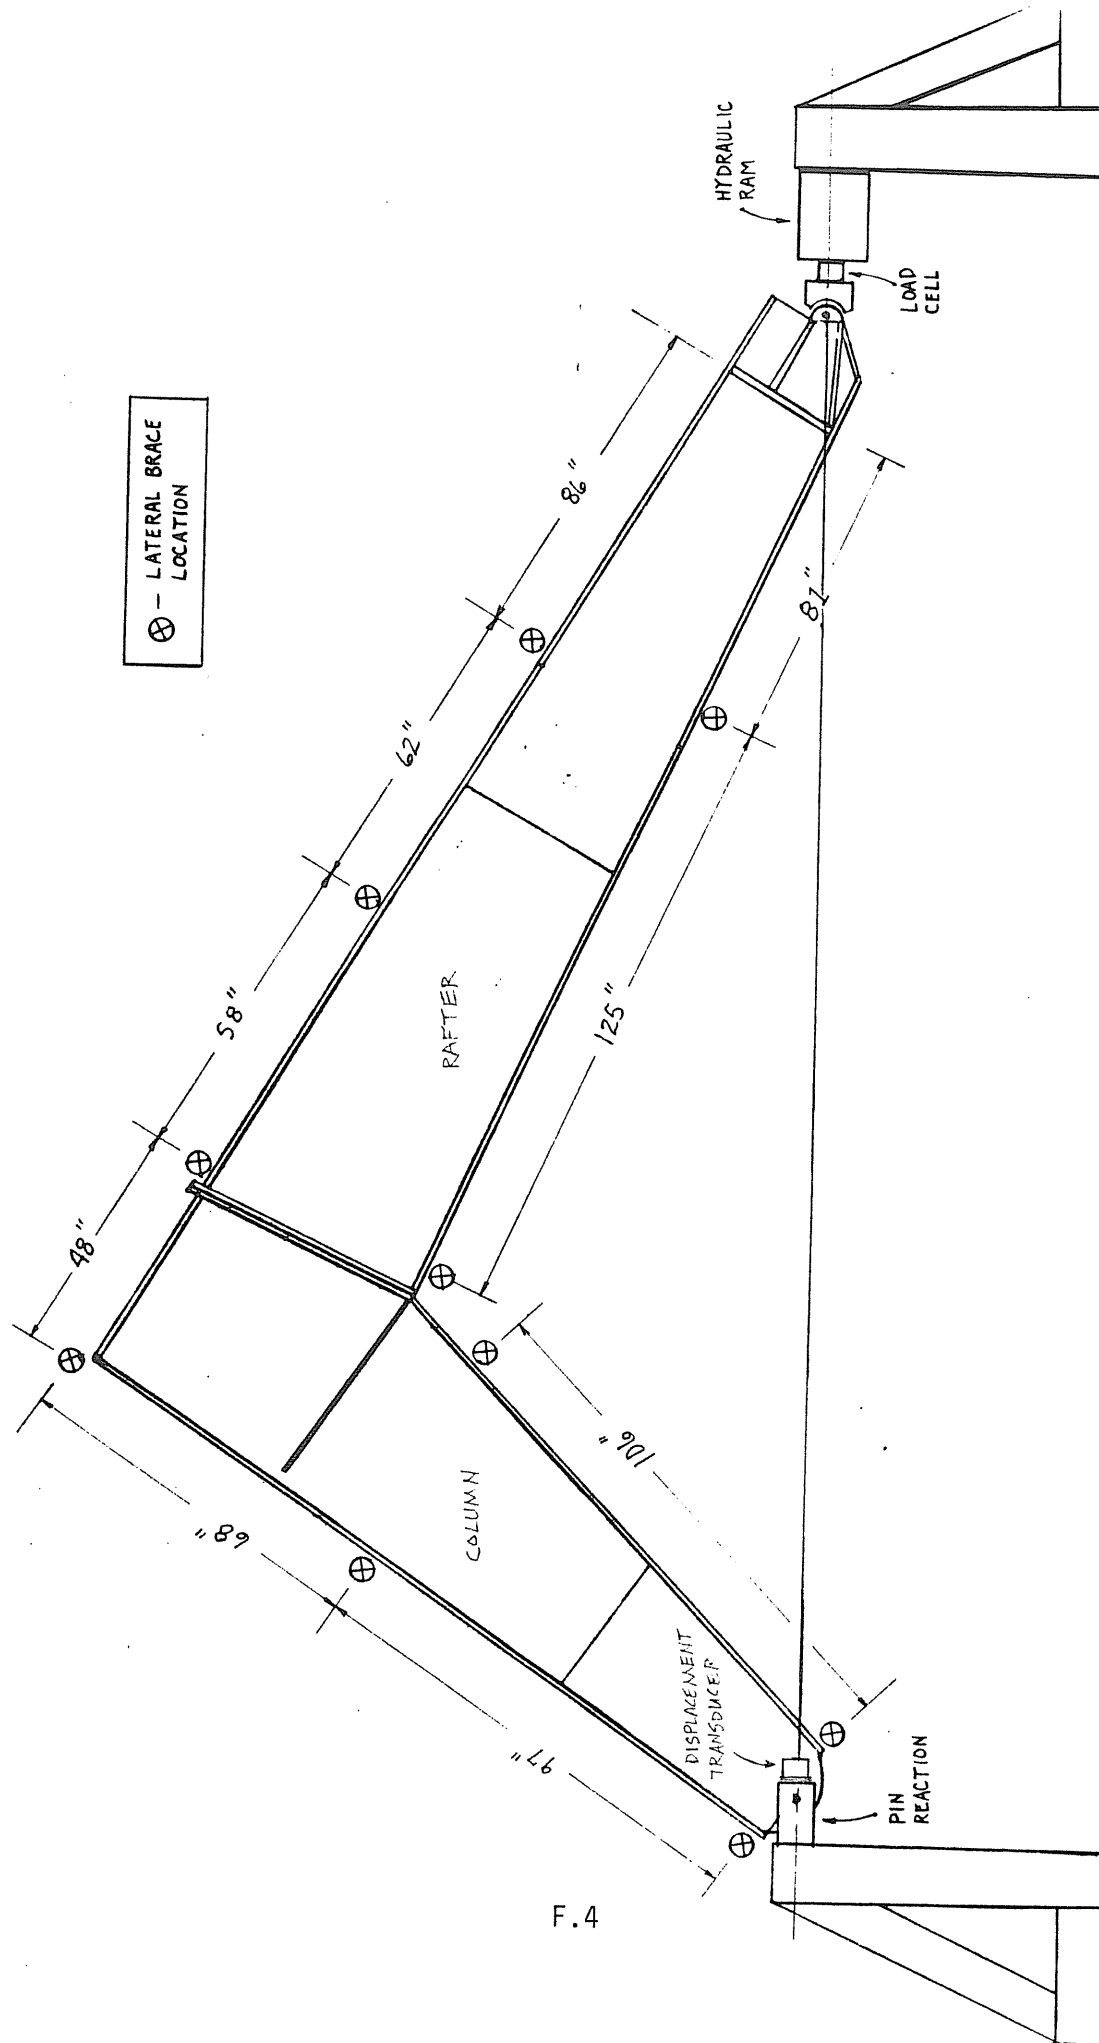 ⊗ – LATERAL BRACE
LOCATION
HYDRAULIC
RAM
LOAD
CELL
86"
62"
58"
48"
81"
125"
RAFTER
106"
68"
COLUMN
97"
DISPLACEMENT
TRANSDUCER
PIN
REACTION
F.4